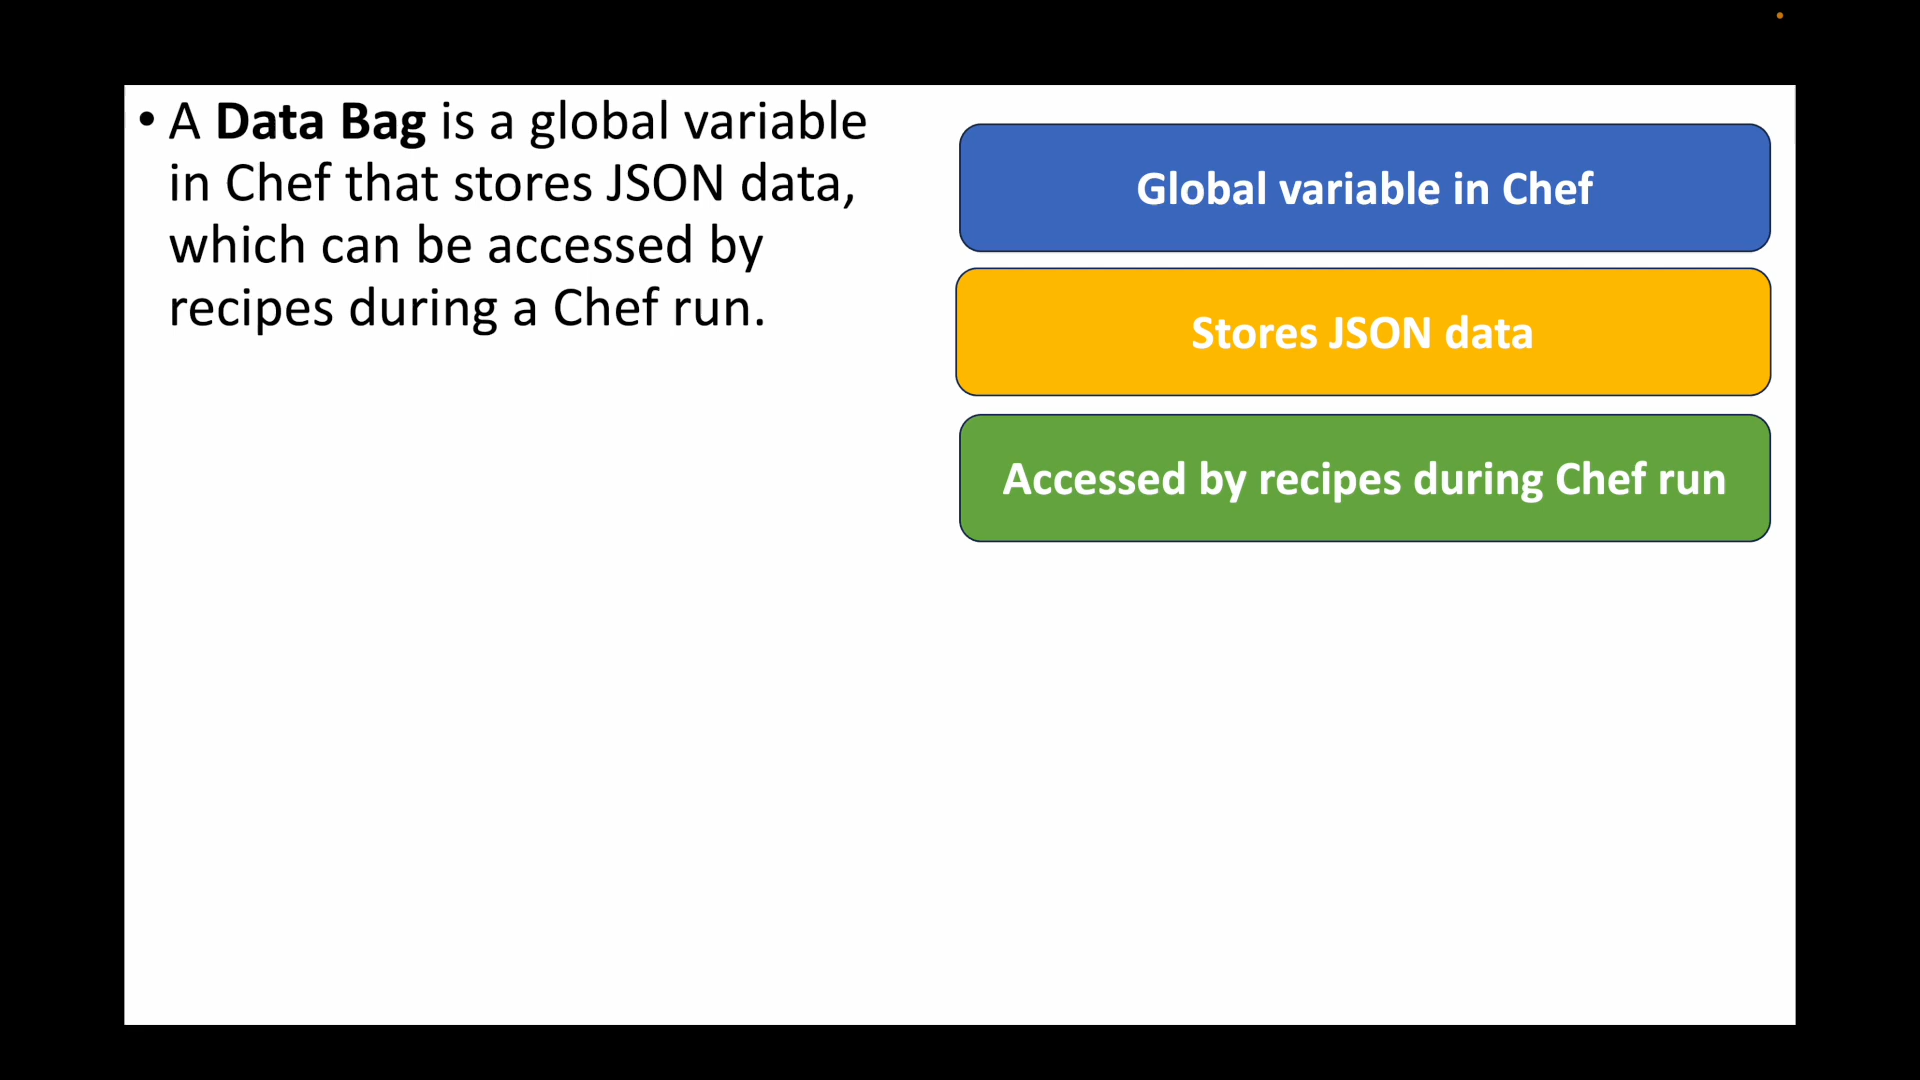 • A Data Bag is a global variable
in Chef that stores JSON data,
which can be accessed by
recipes during a Chef run.
Global variable in Chef
Stores JSON data
Accessed by recipes during Chef run